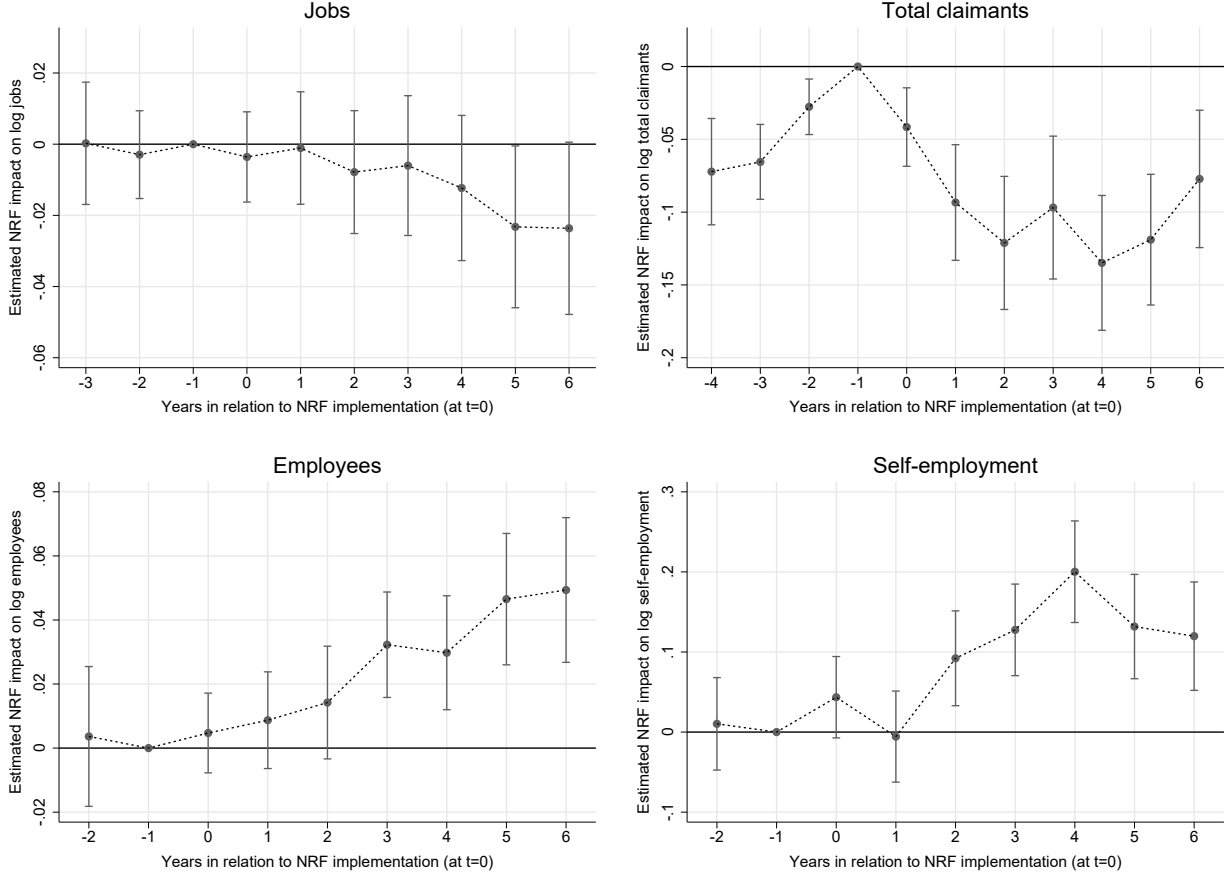 Jobs
Estimated NRF impact on log jobs
.02
0
-.02
-.04
-.06
-3 -2 -1 0 1 2 3 4 5 6
Years in relation to NRF implementation (at t=0)
Total claimants
Estimated NRF impact on log total claimants
0
-.05
-.1
-.15
-.2
-4 -3 -2 -1 0 1 2 3 4 5 6
Years in relation to NRF implementation (at t=0)
Employees
Estimated NRF impact on log employees
.08
.06
.04
.02
0
-.02
-2 -1 0 1 2 3 4 5 6
Years in relation to NRF implementation (at t=0)
Self-employment
Estimated NRF impact on log self-employment
.3
.2
.1
0
-.1
-2 -1 0 1 2 3 4 5 6
Years in relation to NRF implementation (at t=0)